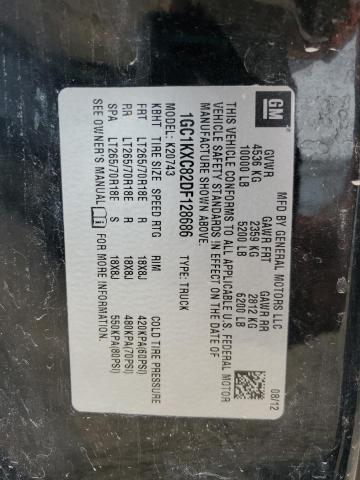 GM
MFD BY GENERAL MOTORS LLC
08/12
GVWR GAWR FRT GAWR RR
4536 KG 2359 KG 2812 KG
10000 LB 5200 LB 6200 LB
THIS VEHICLE CONFORMS TO ALL APPLICABLE U.S. FEDERAL MOTOR
VEHICLE SAFETY STANDARDS IN EFFECT ON THE DATE OF
MANUFACTURE SHOWN ABOVE.
1GC1KXC82DF128686 TYPE: TRUCK
MODEL: K20743
KBHT TIRE SIZE SPEED RTG RIM COLD TIRE PRESSURE
FRT LT265/70R18E R 18X8J 420KPA(60PSI)
RR LT265/70R18E R 18X8J 480KPA(70PSI)
SPA LT265/70R18E S 18X8J 550KPA(80PSI)
SEE OWNER'S MANUAL